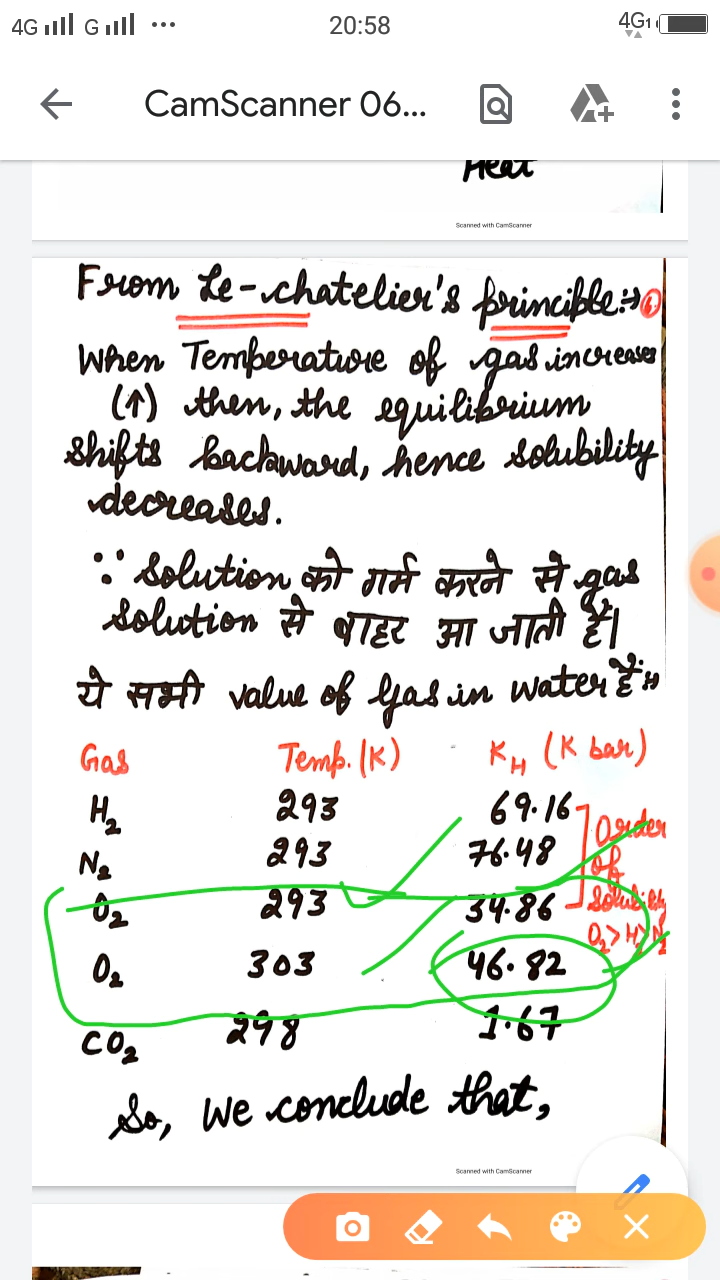 4G G ... 20:58 4G1
CamScanner 06...
Heat
Scanned with CamScanner
From Le-chatelier's principle:→
When Temperature of gas increases
(↑) then, the equilibrium
shifts backward, hence solubility
decreases.
∵ Solution को गर्म करने से gas
solution से बाहर आ जाती है।
ये सभी value of gas in water हैं:→
Gas Temp. (K) K_H (K bar)
H₂ 293 69.16
N₂ 293 76.48
O₂ 293 34.86
O₂ 303 46.82
CO₂ 298 1.67
Order
of
Solubility
O₂>H₂>N₂
So, We conclude that,
Scanned with CamScanner